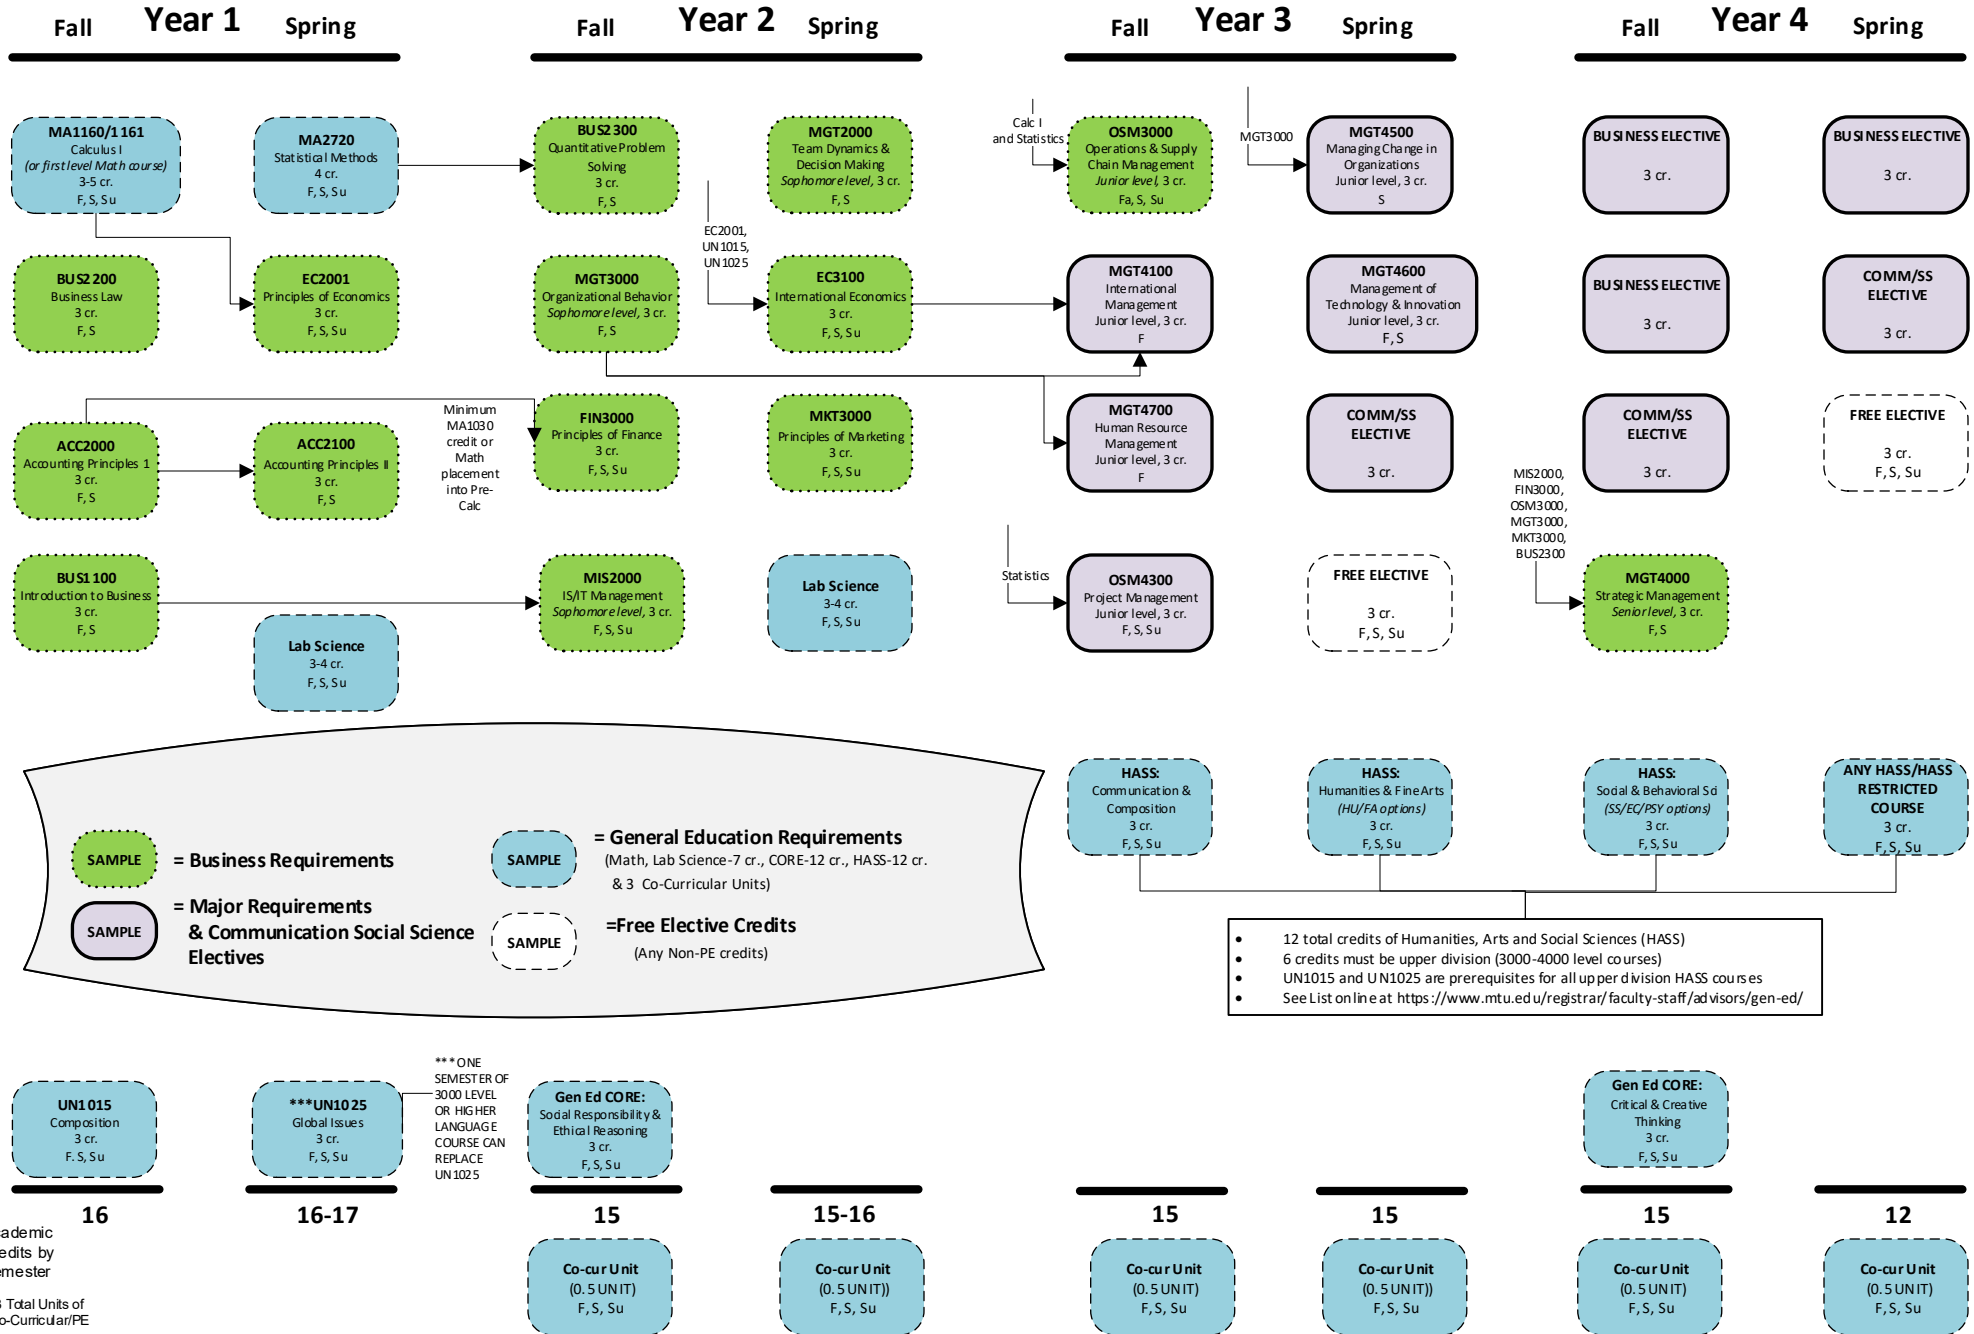 Year 1
Fall
Spring
Year 2
Fall
Spring
Year 3
Fall
Spring
Year 4
Fall
Spring
MA1160/1161
Calculus I
(or first level Math course)
3-5 cr.
F, S, Su
MA2720
Statistical Methods
4 cr.
F, S, Su
BUS2300
Quantitative Problem
Solving
3 cr.
F, S
MGT2000
Team Dynamics &
Decision Making
Sophomore level, 3 cr.
F, S
Calc I
and Statistics
OSM3000
Operations & Supply
Chain Management
Junior level, 3 cr.
Fa, S, Su
MGT3000
MGT4500
Managing Change in
Organizations
Junior level, 3 cr.
S
BUSINESS ELECTIVE
3 cr.
BUSINESS ELECTIVE
3 cr.
BUS2200
Business Law
3 cr.
F, S
EC2001
Principles of Economics
3 cr.
F, S, Su
MGT3000
Organizational Behavior
Sophomore level, 3 cr.
F, S
EC2001,
UN1015,
UN1025
EC3100
International Economics
3 cr.
F, S, Su
MGT4100
International
Management
Junior level, 3 cr.
F
MGT4600
Management of
Technology & Innovation
Junior level, 3 cr.
F, S
BUSINESS ELECTIVE
3 cr.
COMM/SS
ELECTIVE
3 cr.
ACC2000
Accounting Principles 1
3 cr.
F, S
ACC2100
Accounting Principles II
3 cr.
F, S
Minimum
MA1030
credit or
Math
placement
into Pre-
Calc
FIN3000
Principles of Finance
3 cr.
F, S, Su
MKT3000
Principles of Marketing
3 cr.
F, S, Su
MGT4700
Human Resource
Management
Junior level, 3 cr.
F
COMM/SS
ELECTIVE
3 cr.
COMM/SS
ELECTIVE
3 cr.
FREE ELECTIVE
3 cr.
F, S, Su
BUS1100
Introduction to Business
3 cr.
F, S
Lab Science
3-4 cr.
F, S, Su
MIS2000
IS/IT Management
Sophomore level, 3 cr.
F, S, Su
Lab Science
3-4 cr.
F, S, Su
Statistics
OSM4300
Project Management
Junior level, 3 cr.
F, S, Su
FREE ELECTIVE
3 cr.
F, S, Su
MIS2000,
FIN3000,
OSM3000,
MGT3000,
MKT3000,
BUS2300
MGT4000
Strategic Management
Senior level, 3 cr.
F, S
SAMPLE
= Business Requirements
SAMPLE
= Major Requirements
& Communication Social Science
Electives
SAMPLE
= General Education Requirements
(Math, Lab Science-7 cr., CORE-12 cr., HASS-12 cr.
& 3 Co-Curricular Units)
SAMPLE
=Free Elective Credits
(Any Non-PE credits)
HASS:
Communication &
Composition
3 cr.
F, S, Su
HASS:
Humanities & Fine Arts
(HU/FA options)
3 cr.
F, S, Su
HASS:
Social & Behavioral Sci
(SS/EC/PSY options)
3 cr.
F, S, Su
ANY HASS/HASS
RESTRICTED
COURSE
3 cr.
F, S, Su
• 12 total credits of Humanities, Arts and Social Sciences (HASS)
• 6 credits must be upper division (3000-4000 level courses)
• UN1015 and UN1025 are prerequisites for all upper division HASS courses
• See List online at https://www.mtu.edu/registrar/faculty-staff/advisors/gen-ed/
UN1015
Composition
3 cr.
F. S, Su
***UN1025
Global Issues
3 cr.
F, S, Su
***ONE
SEMESTER OF
3000 LEVEL
OR HIGHER
LANGUAGE
COURSE CAN
REPLACE
UN1025
Gen Ed CORE:
Social Responsibility &
Ethical Reasoning
3 cr.
F, S, Su
Gen Ed CORE:
Critical & Creative
Thinking
3 cr.
F, S, Su
16
16-17
15
15-16
15
15
15
12
ademic
edits by
emester
Total Units of
o-Curricular/PE
Co-cur Unit
(0.5 UNIT)
F, S, Su
Co-cur Unit
(0.5 UNIT))
F, S, Su
Co-cur Unit
(0.5 UNIT)
F, S, Su
Co-cur Unit
(0.5 UNIT))
F, S, Su
Co-cur Unit
(0.5 UNIT)
F, S, Su
Co-cur Unit
(0.5 UNIT)
F, S, Su